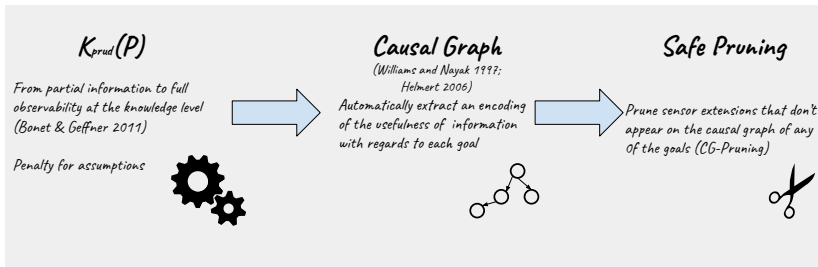 Kprud(P)
From partial information to full
observability at the knowledge level
(Bonet & Geffner 2011)
Penalty for assumptions
Causal Graph
(Williams and Nayak 1997;
Helmert 2006)
Automatically extract an encoding
of the usefulness of information
with regards to each goal
Safe Pruning
Prune sensor extensions that don't
appear on the causal graph of any
Of the goals (CG-Pruning)